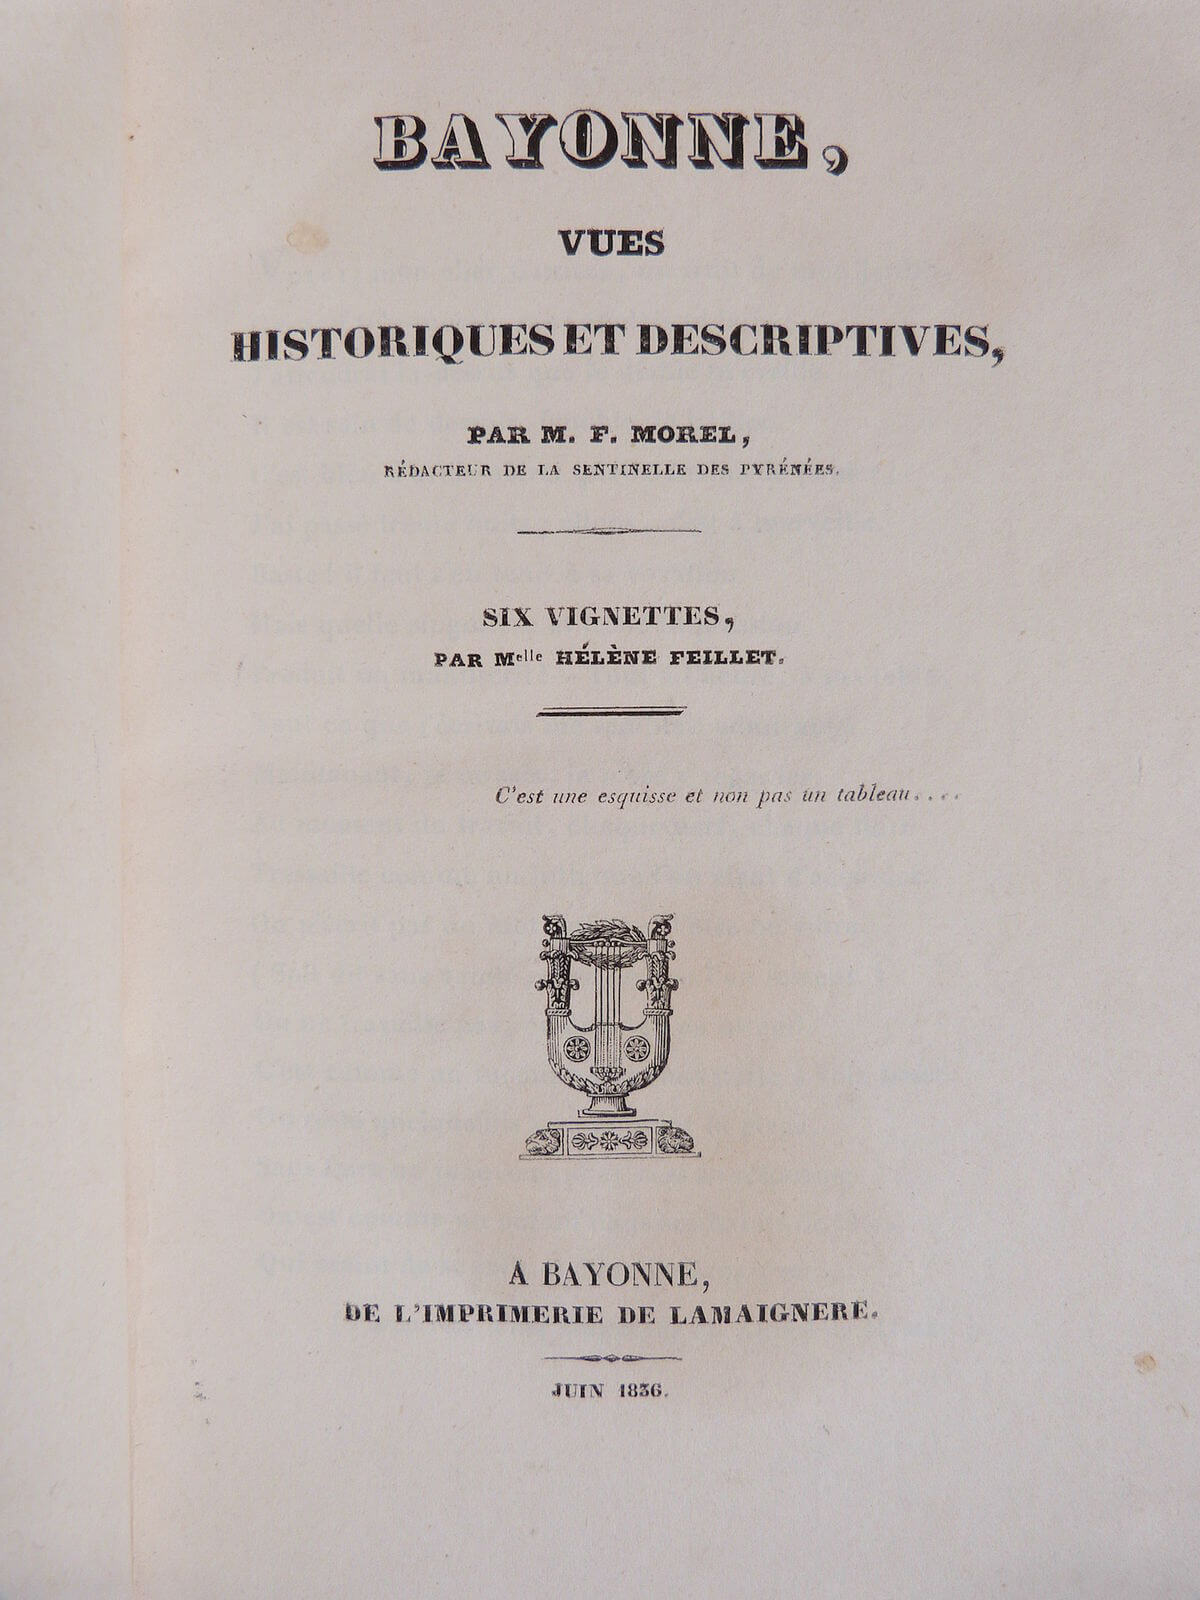 BAYONNE,
VUES
HISTORIQUES ET DESCRIPTIVES,
PAR M. F. MOREL,
RÉDACTEUR DE LA SENTINELLE DES PYRÉNÉES.
SIX VIGNETTES,
PAR Melle HÉLÈNE FEILLET.
C'est une esquisse et non pas un tableau....
A BAYONNE,
DE L'IMPRIMERIE DE LAMAIGNERE.
JUIN 1836.